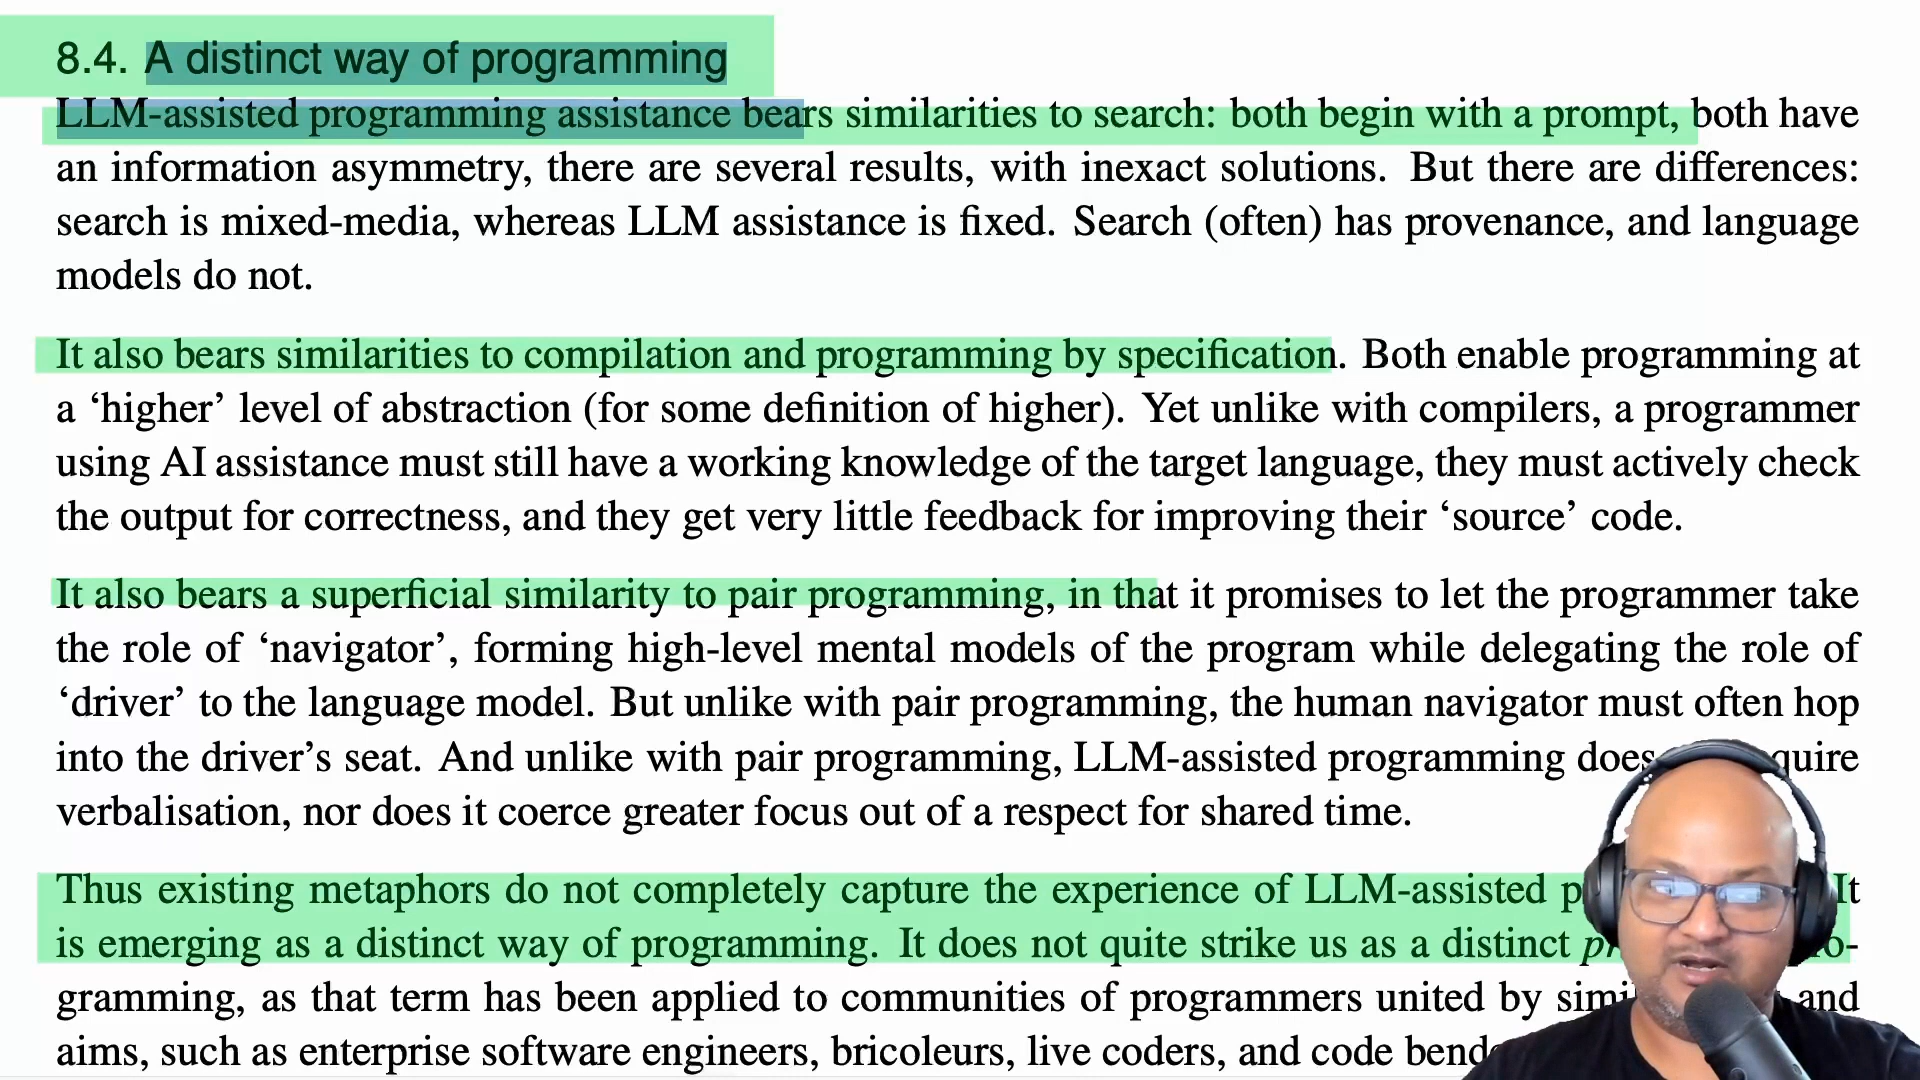 8.4. A distinct way of programming
LLM-assisted programming assistance bears similarities to search: both begin with a prompt, both have
an information asymmetry, there are several results, with inexact solutions. But there are differences:
search is mixed-media, whereas LLM assistance is fixed. Search (often) has provenance, and language
models do not.
It also bears similarities to compilation and programming by specification. Both enable programming at
a ‘higher’ level of abstraction (for some definition of higher). Yet unlike with compilers, a programmer
using AI assistance must still have a working knowledge of the target language, they must actively check
the output for correctness, and they get very little feedback for improving their ‘source’ code.
It also bears a superficial similarity to pair programming, in that it promises to let the programmer take
the role of ‘navigator’, forming high-level mental models of the program while delegating the role of
‘driver’ to the language model. But unlike with pair programming, the human navigator must often hop
into the driver’s seat. And unlike with pair programming, LLM-assisted programming does quire
verbalisation, nor does it coerce greater focus out of a respect for shared time.
Thus existing metaphors do not completely capture the experience of LLM-assisted It
is emerging as a distinct way of programming. It does not quite strike us as a distinct o-
gramming, as that term has been applied to communities of programmers united by and
aims, such as enterprise software engineers, bricoleurs, live coders, and code